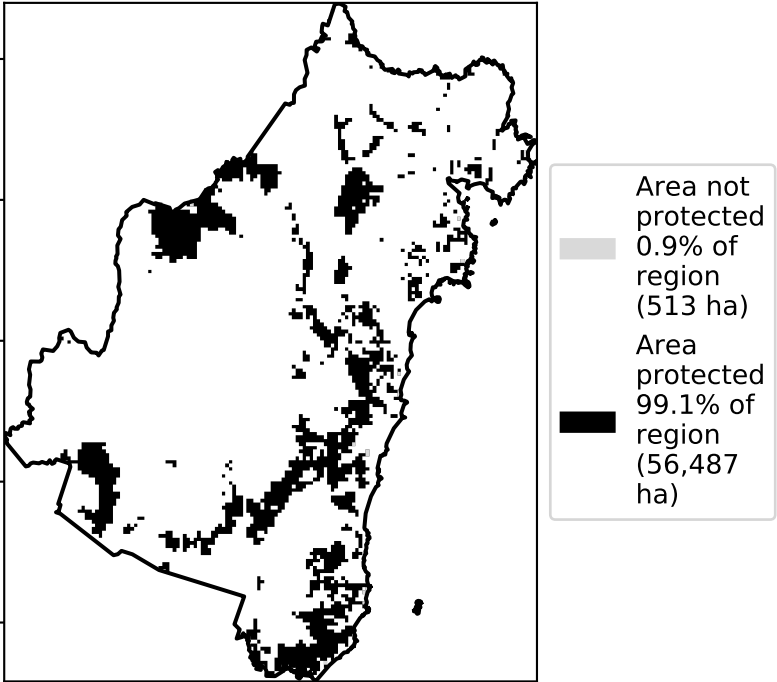 Area not
protected
0.9% of
region
(513 ha)
Area
protected
99.1% of
region
(56,487
ha)